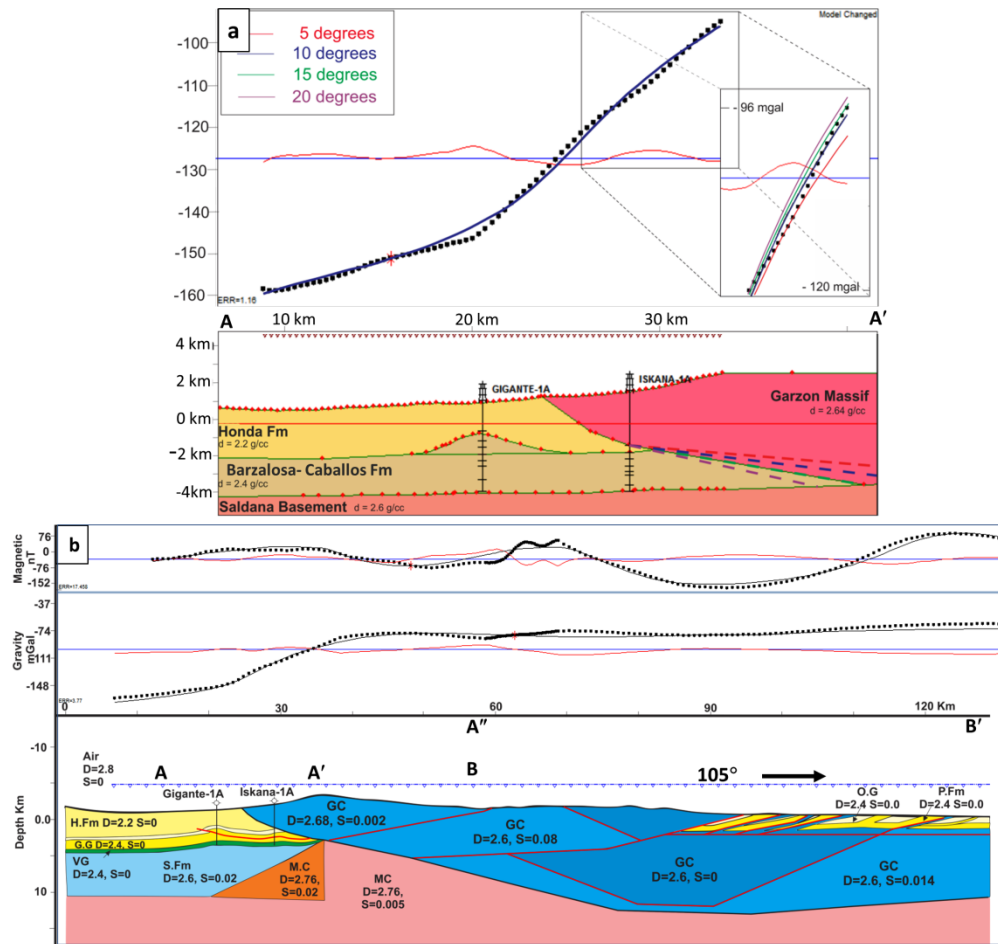 a
Model Changed
5 degrees
10 degrees
15 degrees
20 degrees
-100
-110
-120
-130
-140
-150
-160
ERR=1.16
- 96 mgal
- 120 mgal
A
10 km
20 km
30 km
A′
4 km
2 km
0 km
-2 km
-4km
GIGANTE-1A
ISKANA-1A
Garzon Massif
d = 2.64 g/cc
Honda Fm
d = 2.2 g/cc
Barzalosa- Caballos Fm
d = 2.4 g/cc
Saldana Basement d = 2.6 g/cc
b
Magnetic
nT
76
0
-76
-152
ERR=17.458
Gravity
mGal
-37
-74
-111
-148
0
30
60
90
120 Km
A″
B′
-10
0.0
10
Depth Km
Air
D=2.8
S=0
A
A′
B
105°
Gigante-1A
Iskana-1A
O.G
D=2.4 S=0.0
P.Fm
D=2.4 S=0.0
H.Fm D=2.2 S=0
G.G D=2.4, S=0
VG
D=2.4, S=0
S.Fm
D=2.6, S=0.02
M.C
D=2.76,
S=0.02
MC
D=2.76,
S=0.005
GC
D=2.68, S=0.002
GC
D=2.6, S=0.08
GC
D=2.6, S=0
GC
D=2.6, S=0.014